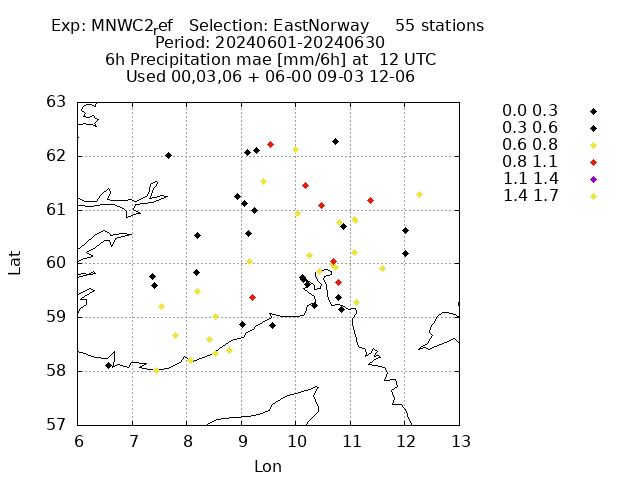 Exp: MNWC2_ref   Selection: EastNorway     55 stations
Period: 20240601-20240630
6h Precipitation mae [mm/6h] at  12 UTC
Used 00,03,06 + 06-00 09-03 12-06
0.0 0.3
0.3 0.6
0.6 0.8
0.8 1.1
1.1 1.4
1.4 1.7
63
62
61
60
59
58
57
Lat
6 7 8 9 10 11 12 13
Lon